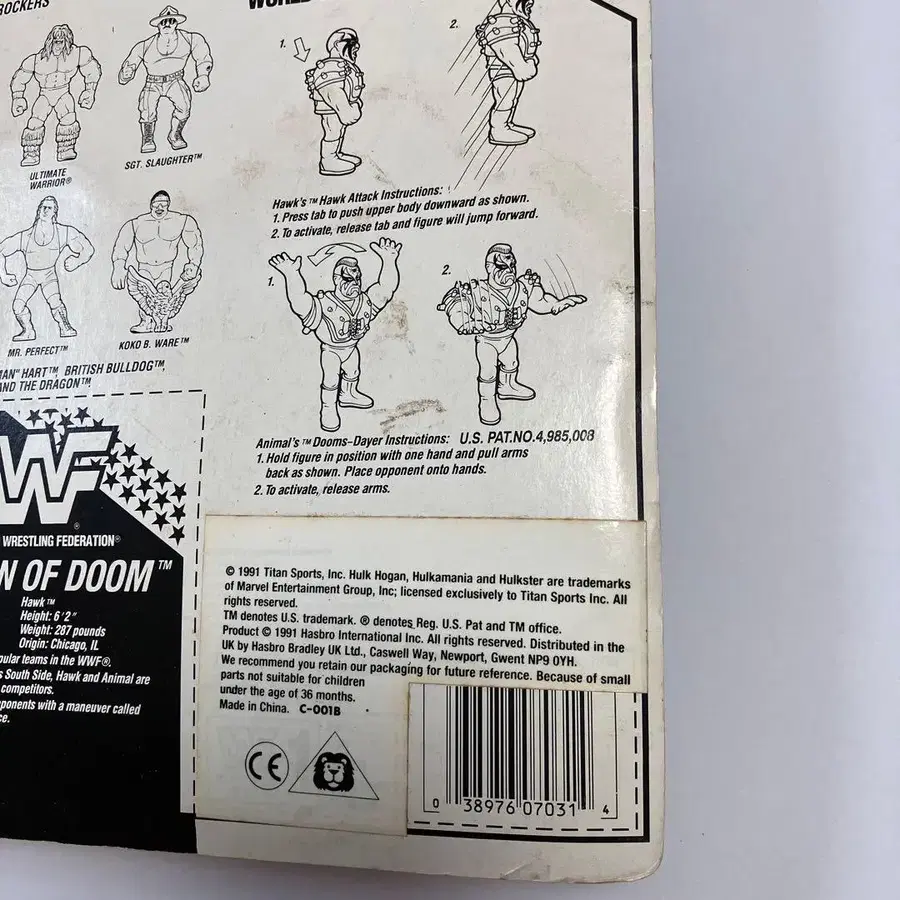 ROCKERS
1.
2.
ULTIMATE
WARRIOR®
SGT. SLAUGHTER™
Hawk's™ Hawk Attack Instructions:
1. Press tab to push upper body downward as shown.
2. To activate, release tab and figure will jump forward.
1.
2.
MR. PERFECT™
KOKO B. WARE™
HART™, BRITISH BULLDOG™,
AND THE DRAGON™
Animal's™ Dooms-Dayer Instructions: U.S. PAT.NO.4,985,008
1. Hold figure in position with one hand and pull arms
back as shown. Place opponent onto hands.
2. To activate, release arms.
WF
®
WRESTLING FEDERATION®
N OF DOOM™
Hawk™
Height: 6'2"
Weight: 287 pounds
Origin: Chicago, IL
pular teams in the WWF®.
s South Side, Hawk and Animal are
competitors.
ponents with a maneuver called
ce.
© 1991 Titan Sports, Inc. Hulk Hogan, Hulkamania and Hulkster are trademarks
of Marvel Entertainment Group, Inc; licensed exclusively to Titan Sports Inc. All
rights reserved.
TM denotes U.S. trademark. ® denotes Reg. U.S. Pat and TM office.
Product © 1991 Hasbro International Inc. All rights reserved. Distributed in the
UK by Hasbro Bradley UK Ltd., Caswell Way, Newport, Gwent NP9 0YH.
We recommend you retain our packaging for future reference. Because of small
parts not suitable for children
under the age of 36 months.
Made in China. C-001B
CE
0 38976 07031 4